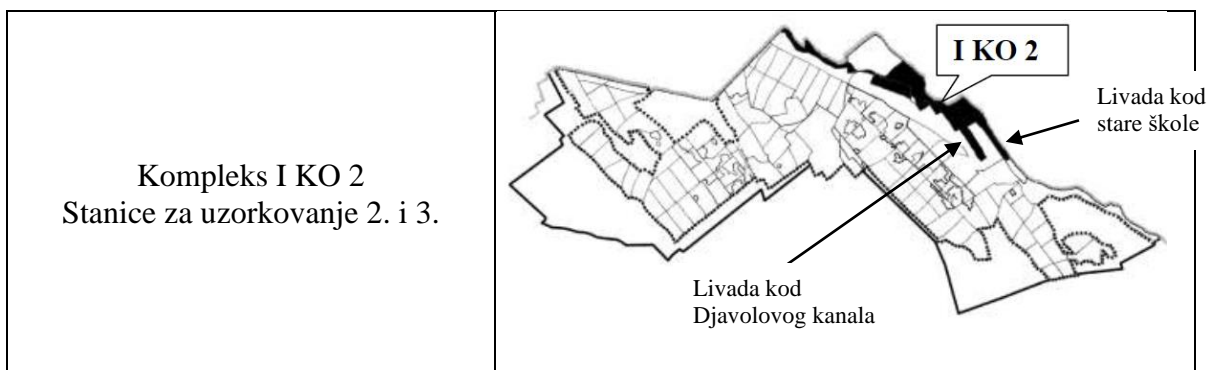 Kompleks I KO 2
Stanice za uzorkovanje 2. i 3.
I KO 2
Livada kod
stare škole
Livada kod
Djavolovog kanala